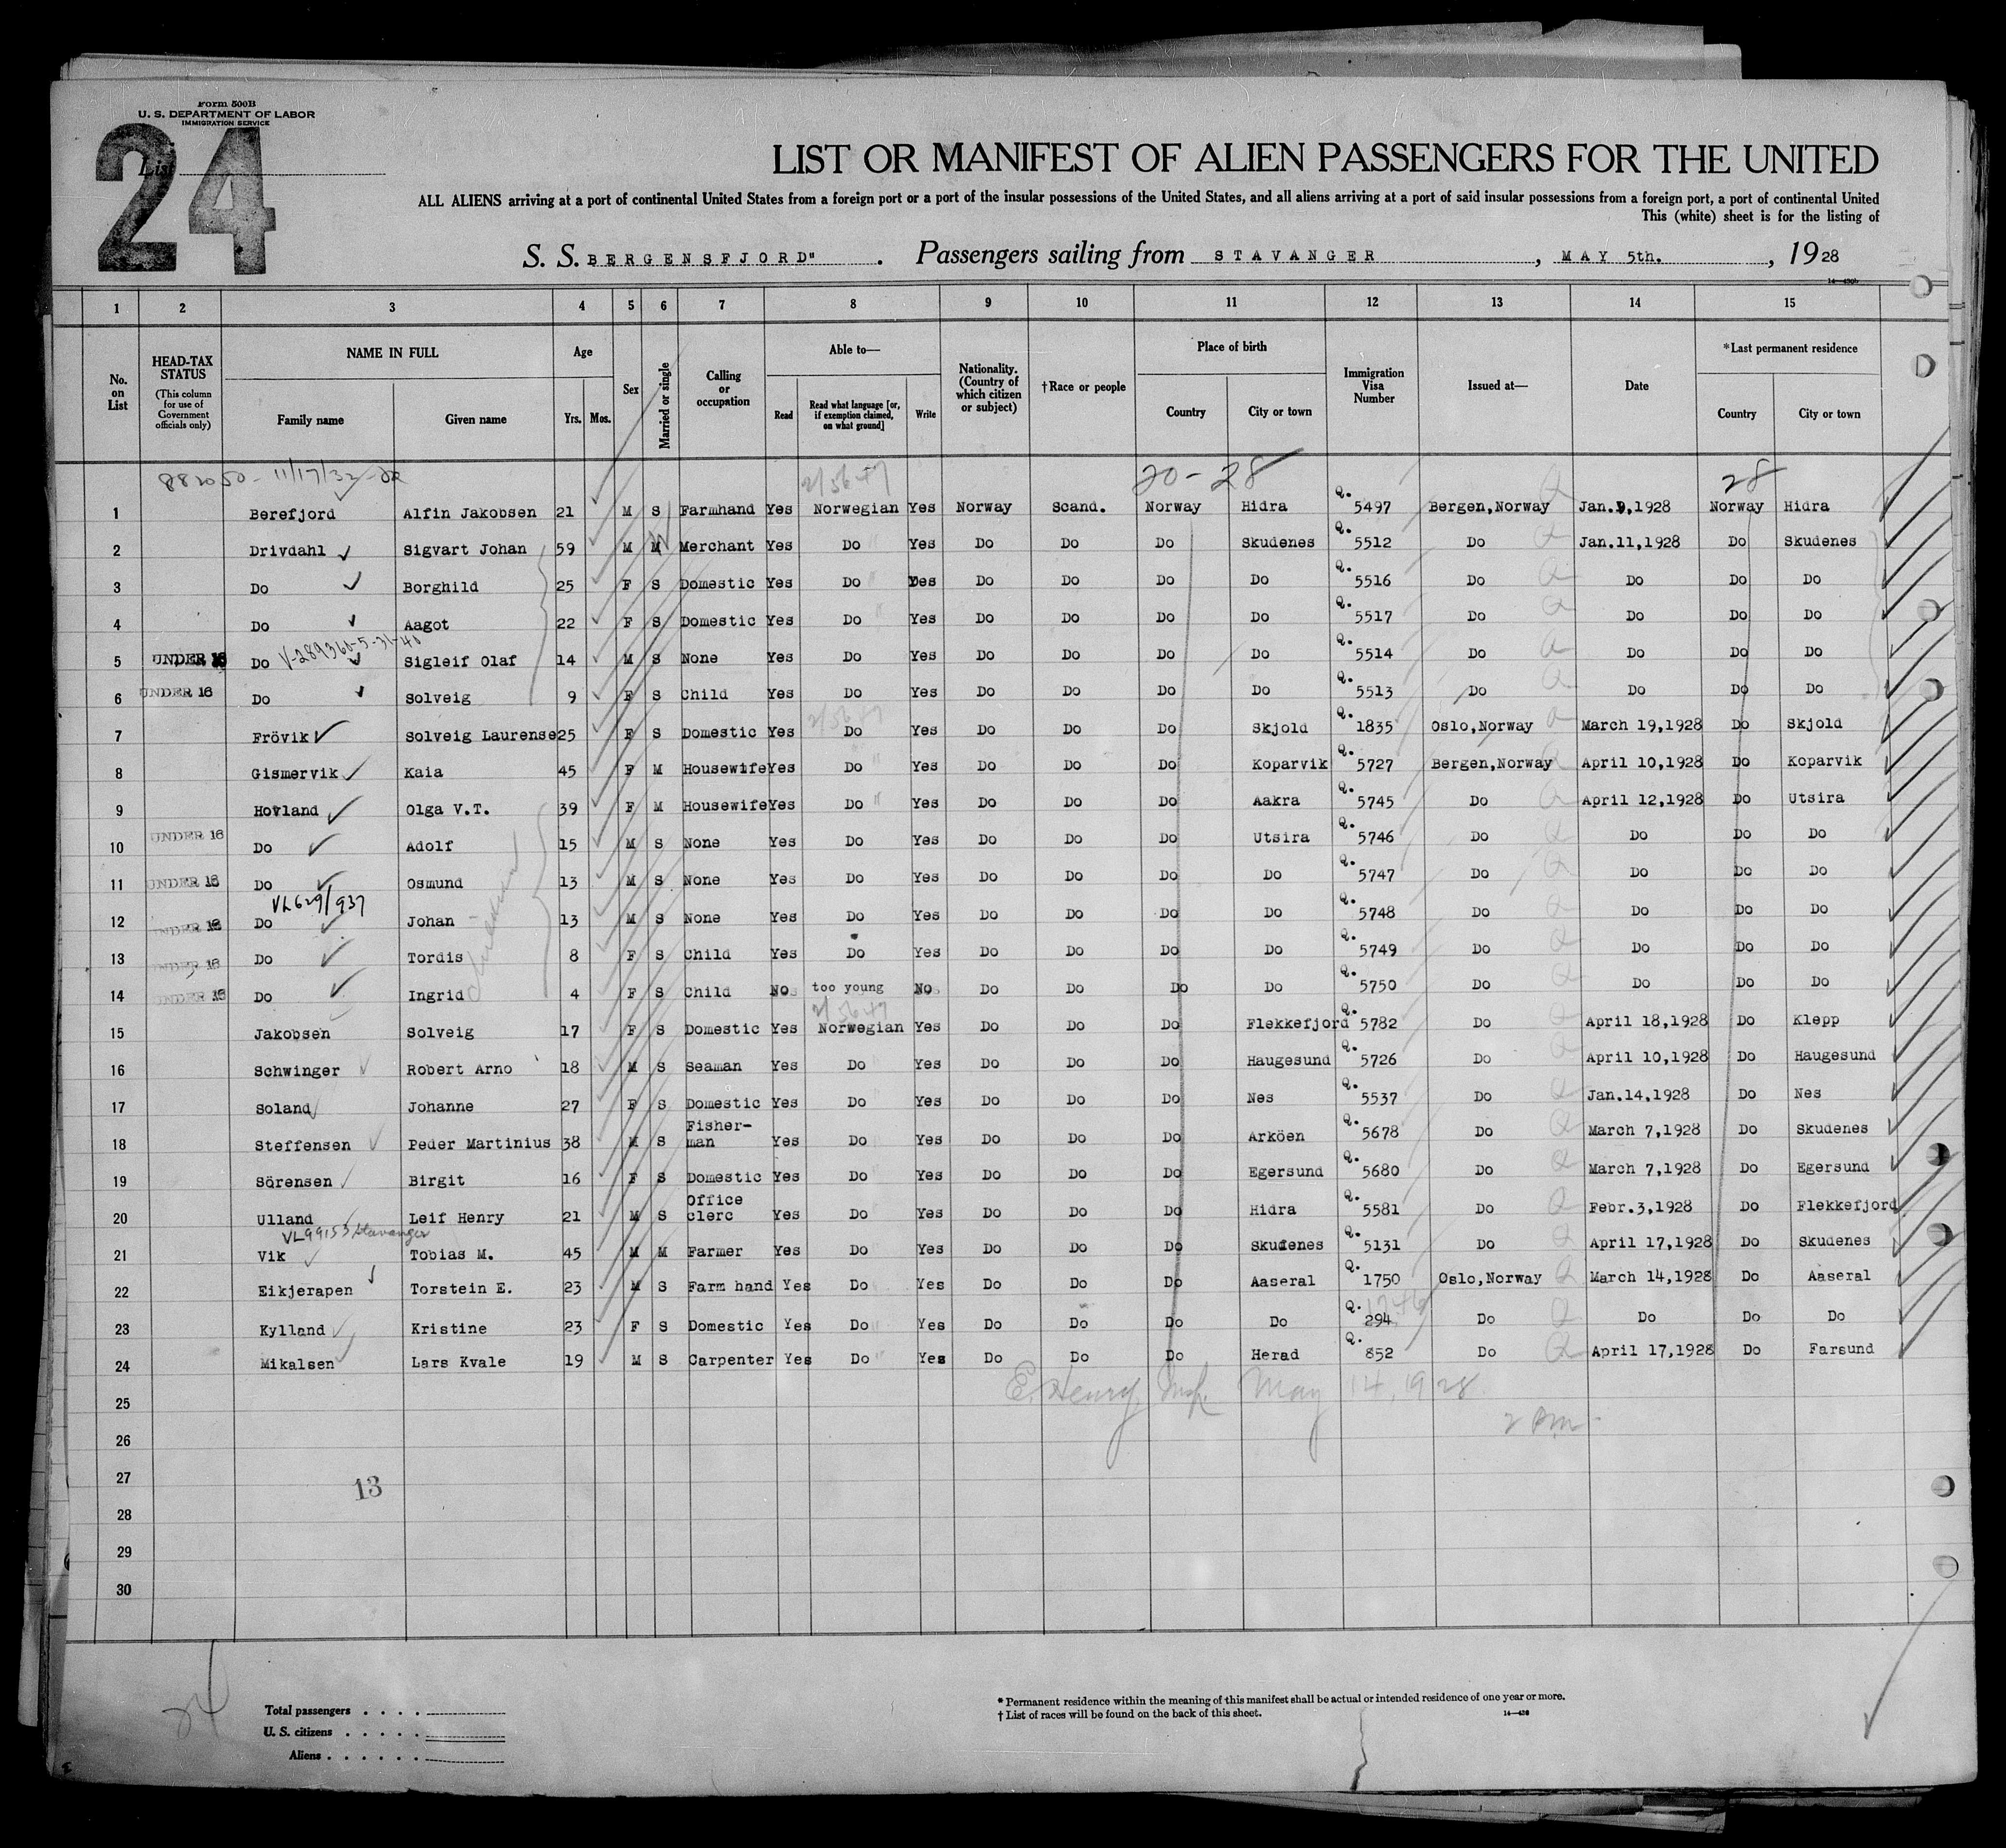 Form 500B
U. S. DEPARTMENT OF LABOR
IMMIGRATION SERVICE
List
24
LIST OR MANIFEST OF ALIEN PASSENGERS FOR THE UNITED
ALL ALIENS arriving at a port of continental United States from a foreign port or a port of the insular possessions of the United States, and all aliens arriving at a port of said insular possessions from a foreign port, a port of continental United
This (white) sheet is for the listing of
S. S. BERGENSFJORD" . Passengers sailing from STAVANGER , MAY 5th. , 1928
1 2 3 4 5 6 7 8 9 10 11 12 13 14 15
No. on List
HEAD-TAX STATUS (This column for use of Government officials only)
NAME IN FULL
Family name Given name
Age
Yrs. Mos.
Sex
Married or single
Calling or occupation
Able to—
Read Read what language [or, if exemption claimed, on what ground] Write
Nationality. (Country of which citizen or subject)
†Race or people
Place of birth
Country City or town
Immigration Visa Number
Issued at—
Date
*Last permanent residence
Country City or town
20-28 28
1 Berefjord Alfin Jakobsen 21 M S Farmhand Yes Norwegian Yes Norway Scand. Norway Hidra Q. 5497 Bergen,Norway Jan.9,1928 Norway Hidra
2 Drivdahl Sigvart Johan 59 M M Merchant Yes Do Yes Do Do Do Skudenes Q. 5512 Do Jan.11,1928 Do Skudenes
3 Do Borghild 25 F S Domestic Yes Do Yes Do Do Do Do Q. 5516 Do Do Do Do
4 Do Aagot 22 F S Domestic Yes Do Yes Do Do Do Do Q. 5517 Do Do Do Do
V-289360-5-31-40
5 UNDER 16 Do Sigleif Olaf 14 M S None Yes Do Yes Do Do Do Do Q. 5514 Do Do Do Do
6 UNDER 16 Do Solveig 9 F S Child Yes Do Yes Do Do Do Do Q. 5513 Do Do Do Do
7 Frövik Solveig Laurense 25 F S Domestic Yes Do Yes Do Do Do Skjold Q. 1835 Oslo,Norway March 19,1928 Do Skjold
8 Gismervik Kaia 45 F M Housewife Yes Do Yes Do Do Do Koparvik Q. 5727 Bergen,Norway April 10,1928 Do Koparvik
9 Hovland Olga V.T. 39 F M Housewife Yes Do Yes Do Do Do Aakra Q. 5745 Do April 12,1928 Do Utsira
10 UNDER 16 Do Adolf 15 M S None Yes Do Yes Do Do Do Utsira Q. 5746 Do Do Do Do
11 UNDER 16 Do Osmund 13 M S None Yes Do Yes Do Do Do Do Q. 5747 Do Do Do Do
VL629/937
12 UNDER 16 Do Johan 13 M S None Yes Do Yes Do Do Do Do Q. 5748 Do Do Do Do
13 UNDER 16 Do Tordis 8 F S Child Yes Do Yes Do Do Do Do Q. 5749 Do Do Do Do
14 UNDER 16 Do Ingrid 4 F S Child No too young No Do Do Do Do Q. 5750 Do Do Do Do
15 Jakobsen Solveig 17 F S Domestic Yes Norwegian Yes Do Do Do Flekkefjord Q. 5782 Do April 18,1928 Do Klepp
16 Schwinger Robert Arno 18 M S Seaman Yes Do Yes Do Do Do Haugesund Q. 5726 Do April 10,1928 Do Haugesund
17 Soland Johanne 27 F S Domestic Yes Do Yes Do Do Do Nes Q. 5537 Do Jan.14,1928 Do Nes
18 Steffensen Peder Martinius 38 M S Fisher-man Yes Do Yes Do Do Do Arköen Q. 5678 Do March 7,1928 Do Skudenes
19 Sörensen Birgit 16 F S Domestic Yes Do Yes Do Do Do Egersund Q. 5680 Do March 7,1928 Do Egersund
20 Ulland Leif Henry 21 M S Office clerc Yes Do Yes Do Do Do Hidra Q. 5581 Do Febr.3,1928 Do Flekkefjord
VL99153 Stavanger
21 Vik Tobias M. 45 M M Farmer Yes Do Yes Do Do Do Skudenes Q. 5131 Do April 17,1928 Do Skudenes
22 Eikjerapen Torstein E. 23 M S Farm hand Yes Do Yes Do Do Do Aaseral Q. 1750 Oslo,Norway March 14,1928 Do Aaseral
23 Kylland Kristine 23 F S Domestic Yes Do Yes Do Do Do Do Q. 294 Do Do Do Do
24 Mikalsen Lars Kvale 19 M S Carpenter Yes Do Yes Do Do Do Herad Q. 852 Do April 17,1928 Do Farsund
E. Henry, Insp. May 14, 1928
2 P.m.
25
26
27
13
28
29
30
24
Total passengers . . . .
U. S. citizens . . . . .
Aliens . . . . . .
* Permanent residence within the meaning of this manifest shall be actual or intended residence of one year or more.
† List of races will be found on the back of this sheet.